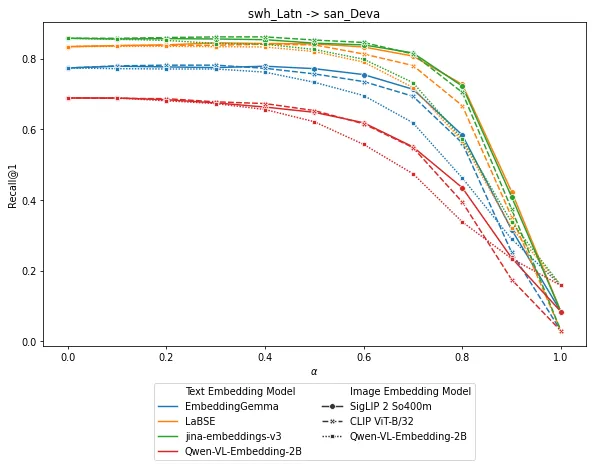 swh_Latn -> san_Deva
Recall@1
0.8
0.6
0.4
0.2
0.0
0.0 0.2 0.4 0.6 0.8 1.0
α
Text Embedding Model Image Embedding Model
EmbeddingGemma SigLIP 2 So400m
LaBSE CLIP ViT-B/32
jina-embeddings-v3 Qwen-VL-Embedding-2B
Qwen-VL-Embedding-2B